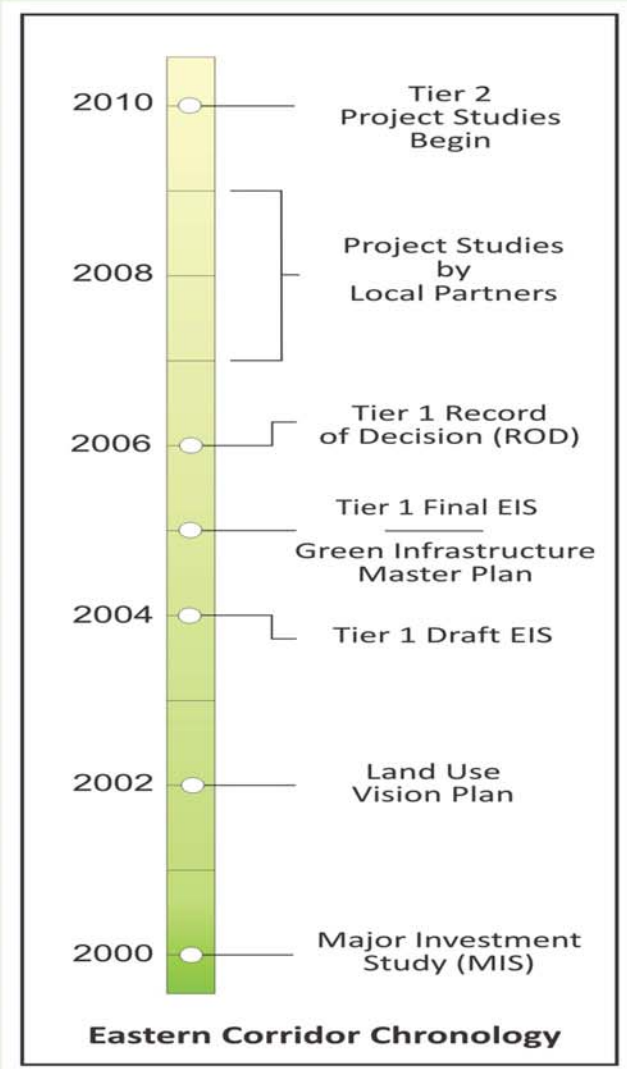 2010
Tier 2
Project Studies
Begin
2008
Project Studies
by
Local Partners
2006
Tier 1 Record
of Decision (ROD)
Tier 1 Final EIS
Green Infrastructure
Master Plan
2004
Tier 1 Draft EIS
2002
Land Use
Vision Plan
2000
Major Investment
Study (MIS)
Eastern Corridor Chronology